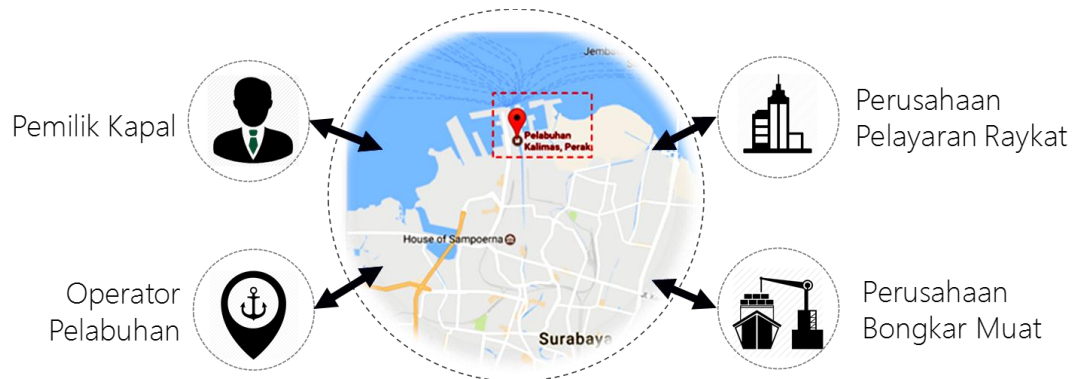 Pemilik Kapal
Operator
Pelabuhan
Pelabuhan
Kalimas, Perak
House of Sampoerna
Surabaya
Perusahaan
Pelayaran Raykat
Perusahaan
Bongkar Muat